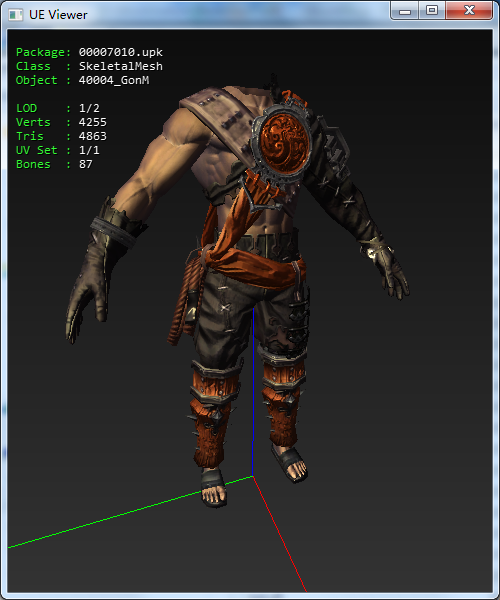 UE Viewer
Package: 00007010.upk
Class : SkeletalMesh
Object : 40004_GonM
LOD : 1/2
Verts : 4255
Tris : 4863
UV Set : 1/1
Bones : 87